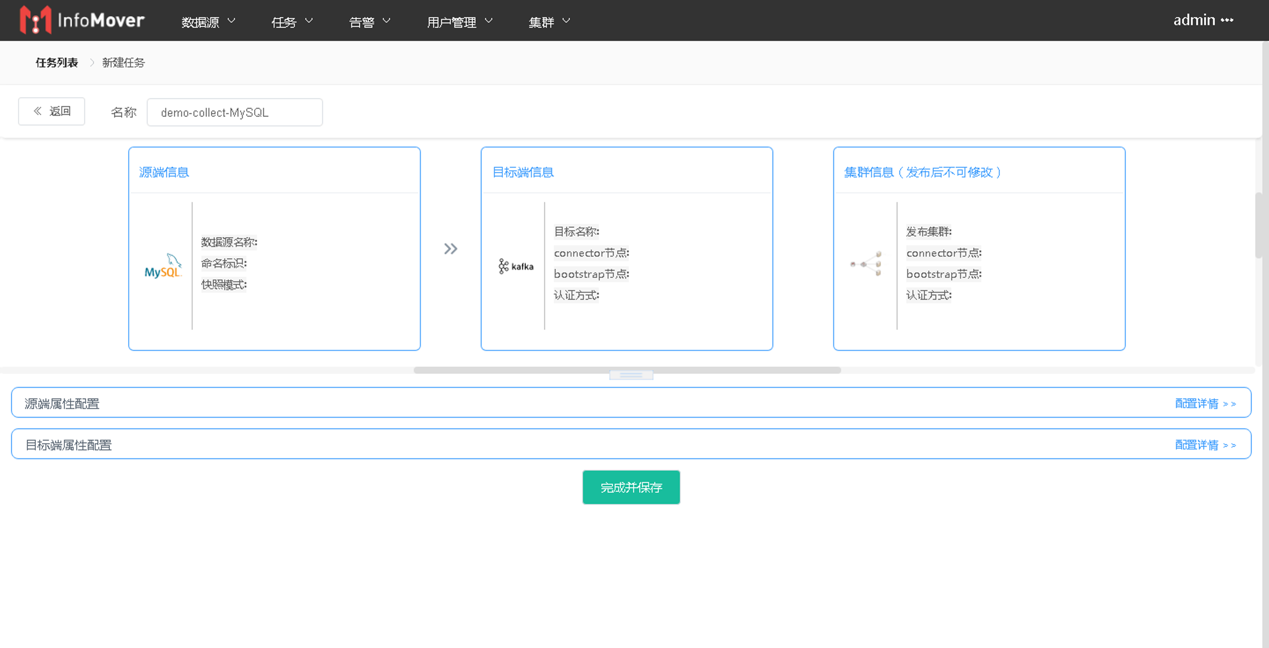 InfoMover 数据源 任务 告警 用户管理 集群 admin
任务列表 新建任务
返回 名称 demo-collect-MySQL
源端信息
MySQL
数据源名称:
命名标识:
快照模式:
目标端信息
kafka
目标名称:
connector节点:
bootstrap节点:
认证方式:
集群信息（发布后不可修改）
发布集群:
connector节点:
bootstrap节点:
认证方式:
源端属性配置 配置详情 >>
目标端属性配置 配置详情 >>
完成并保存